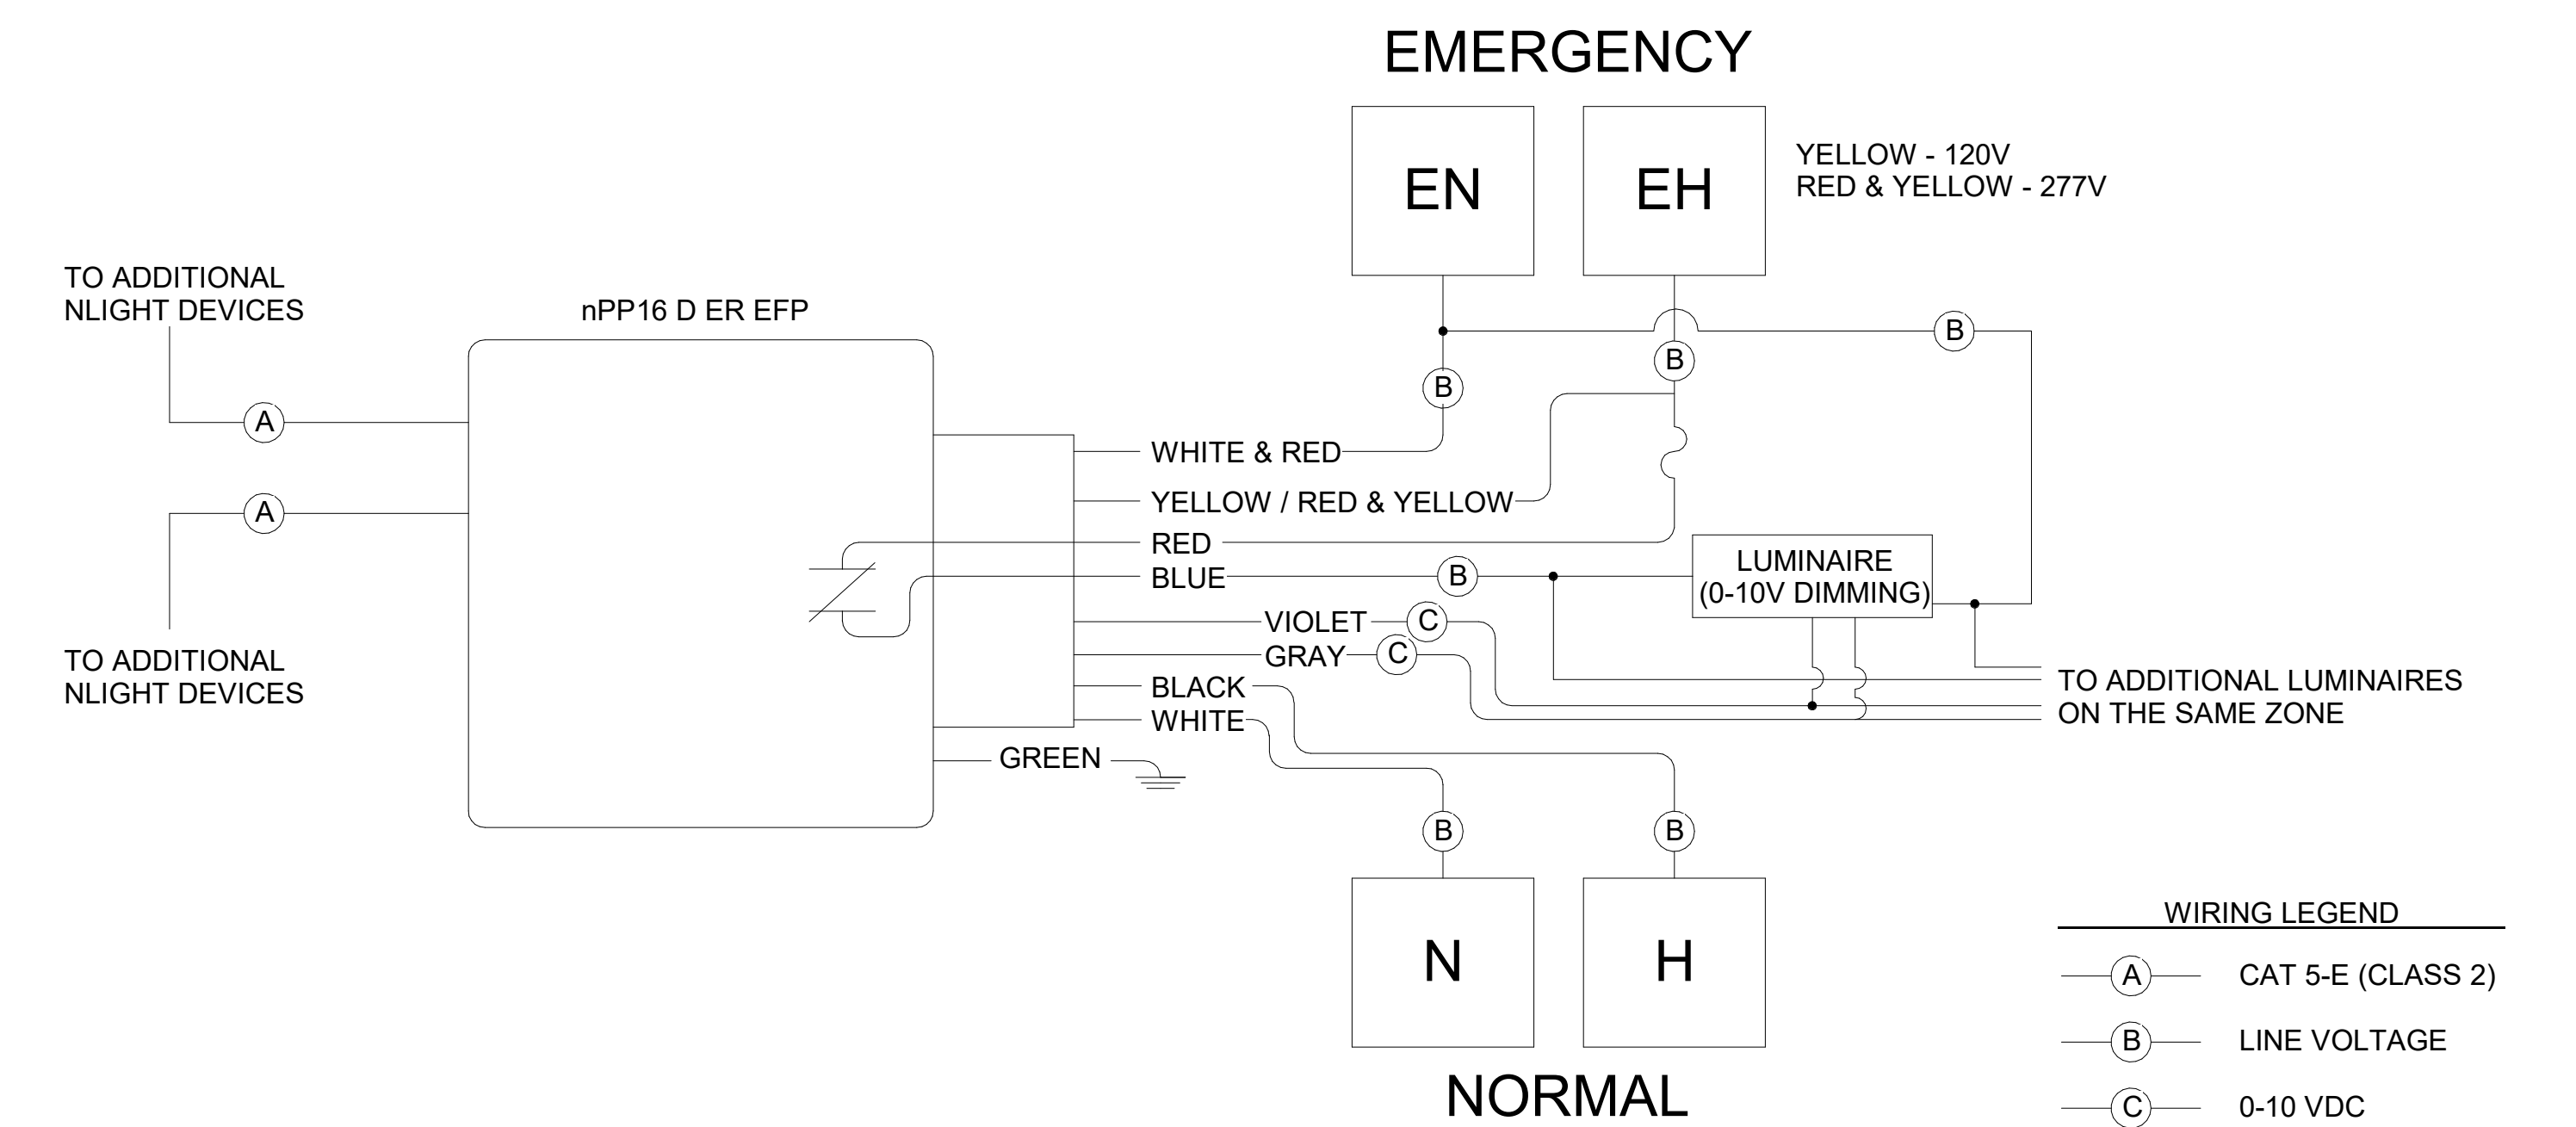 EMERGENCY
EN
EH
YELLOW - 120V
RED & YELLOW - 277V
TO ADDITIONAL
NLIGHT DEVICES
nPP16 D ER EFP
B
B
B
A
A
WHITE & RED
YELLOW / RED & YELLOW
RED
BLUE
B
LUMINAIRE
(0-10V DIMMING)
VIOLET
C
GRAY
C
TO ADDITIONAL
NLIGHT DEVICES
BLACK
WHITE
TO ADDITIONAL LUMINAIRES
ON THE SAME ZONE
GREEN
B
B
N
H
NORMAL
WIRING LEGEND
A CAT 5-E (CLASS 2)
B LINE VOLTAGE
C 0-10 VDC